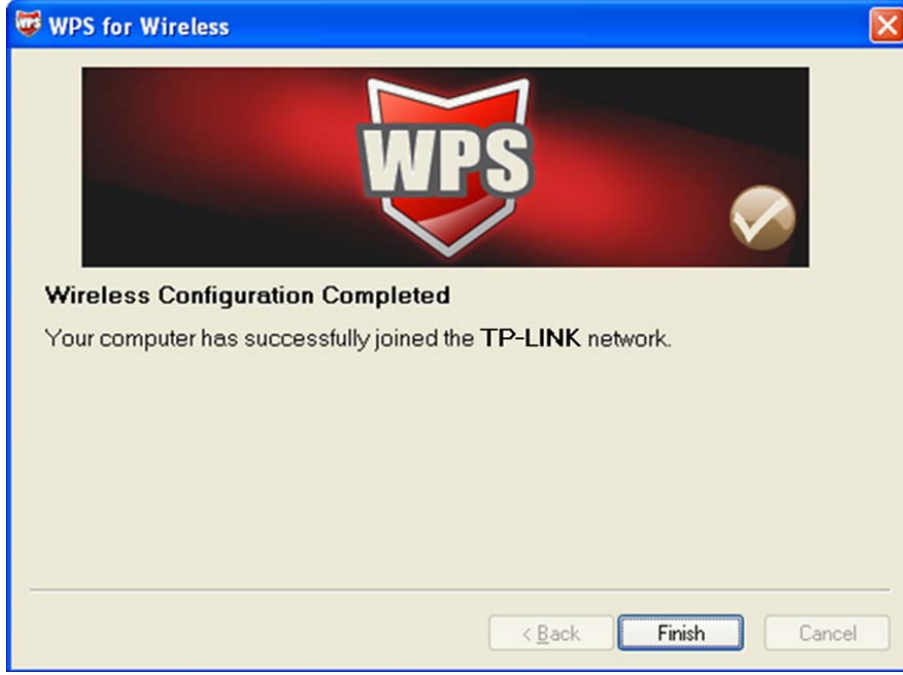 WPS for Wireless
WPS
Wireless Configuration Completed
Your computer has successfully joined the TP-LINK network.
< Back
Finish
Cancel